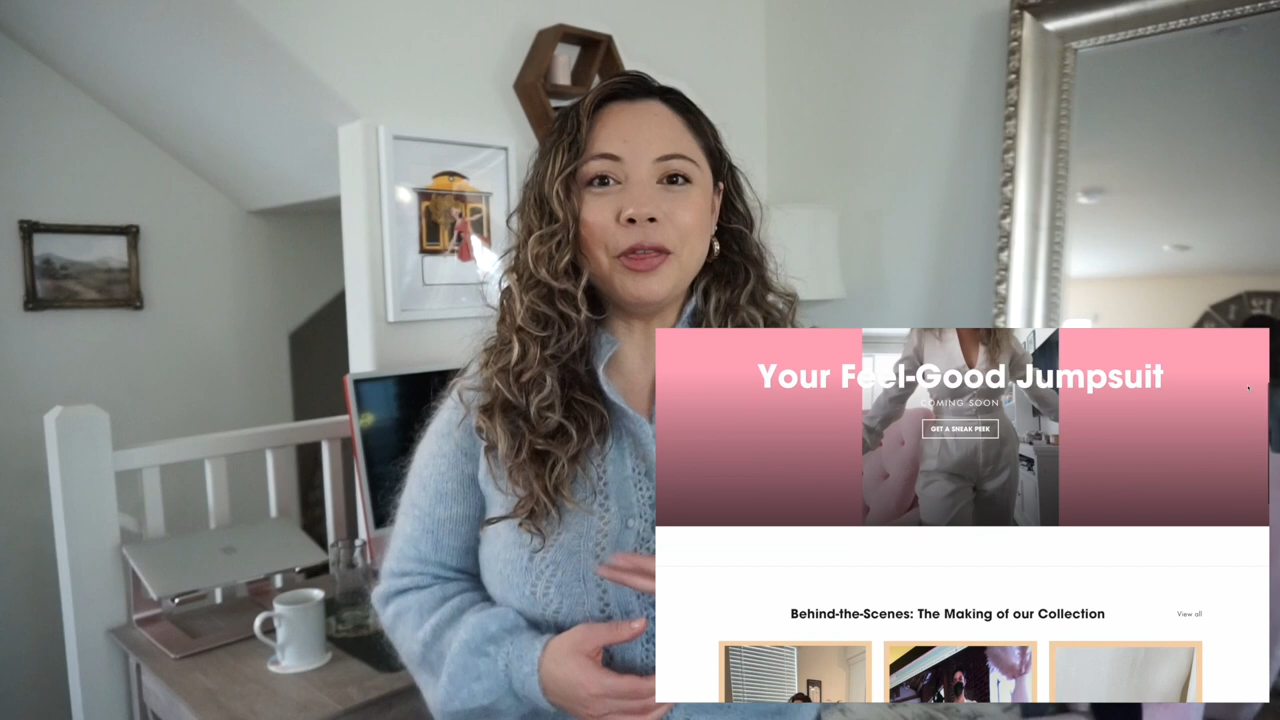 Your Feel-Good Jumpsuit
COMING SOON
GET A SNEAK PEEK
Behind-the-Scenes: The Making of our Collection
View all